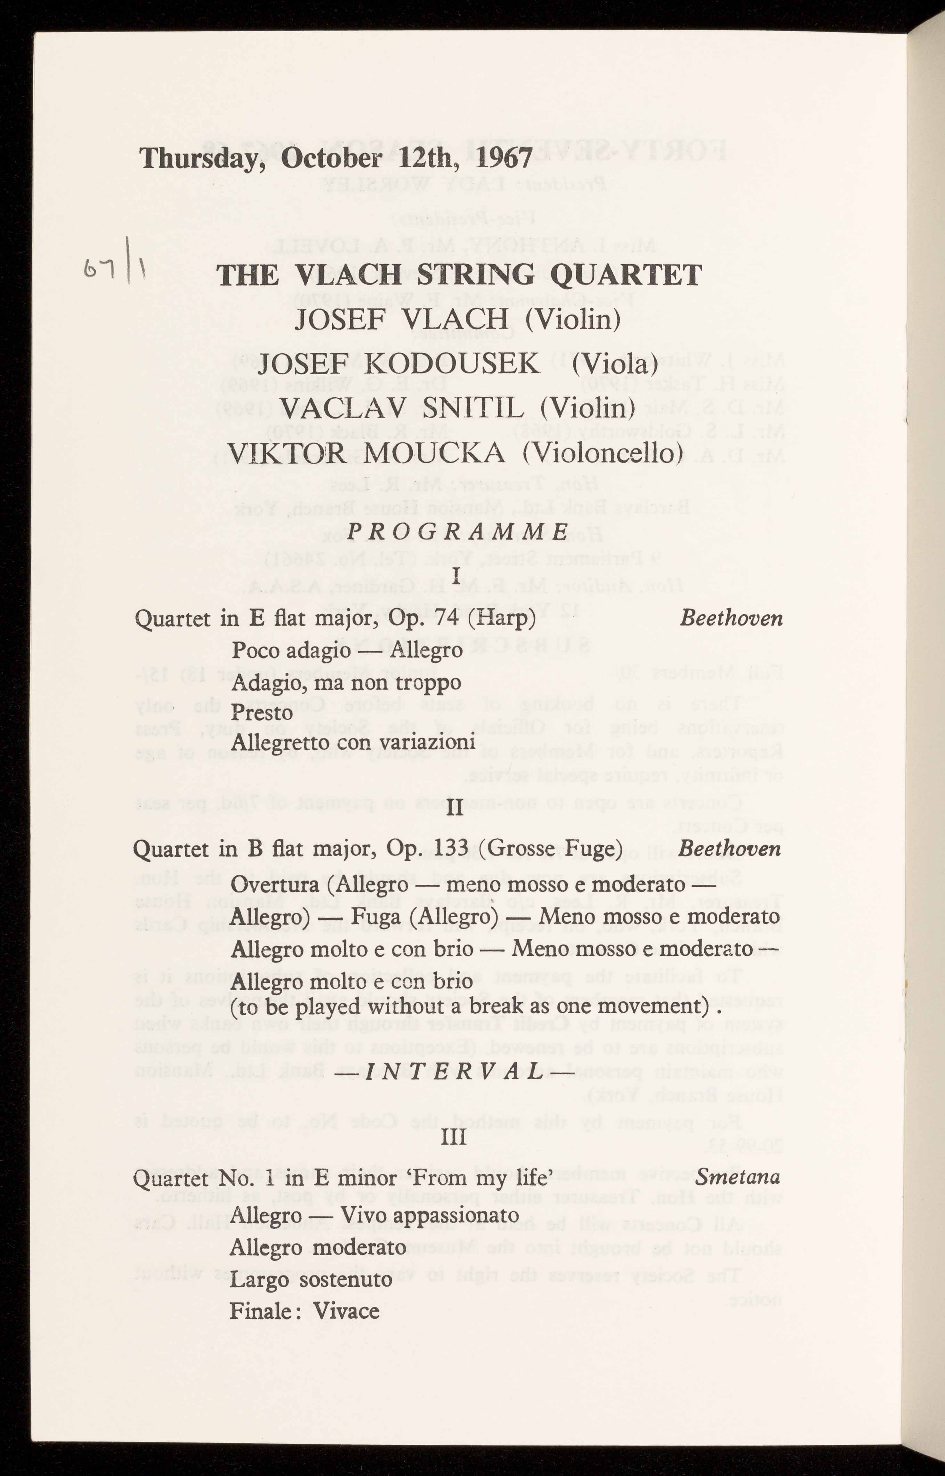 Thursday, October 12th, 1967
67/1
THE VLACH STRING QUARTET
JOSEF VLACH (Violin)
JOSEF KODOUSEK (Viola)
VACLAV SNITIL (Violin)
VIKTOR MOUCKA (Violoncello)
PROGRAMME
I
Quartet in E flat major, Op. 74 (Harp) Beethoven
Poco adagio — Allegro
Adagio, ma non troppo
Presto
Allegretto con variazioni
II
Quartet in B flat major, Op. 133 (Grosse Fuge) Beethoven
Overtura (Allegro — meno mosso e moderato —
Allegro) — Fuga (Allegro) — Meno mosso e moderato
Allegro molto e con brio — Meno mosso e moderato —
Allegro molto e con brio
(to be played without a break as one movement) .
—INTERVAL—
III
Quartet No. 1 in E minor ‘From my life’ Smetana
Allegro — Vivo appassionato
Allegro moderato
Largo sostenuto
Finale: Vivace